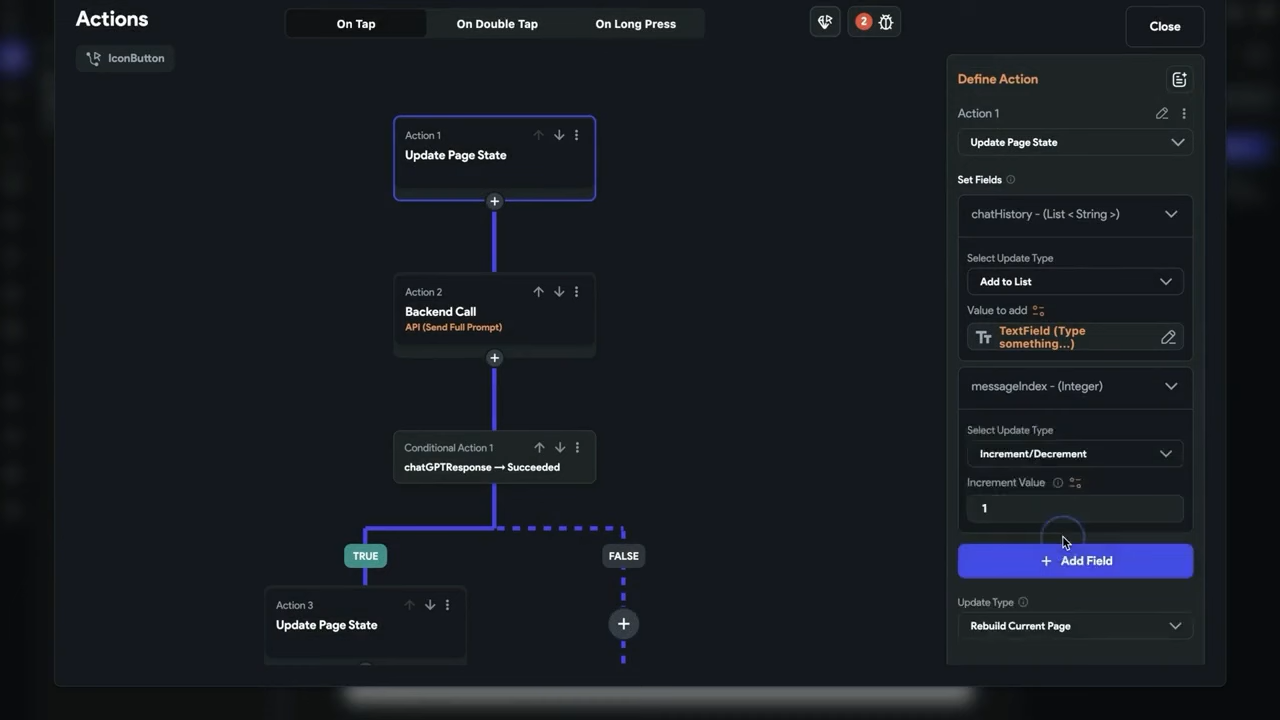 Actions
On Tap
On Double Tap
On Long Press
2
Close
IconButton
Action 1
Update Page State
Action 2
Backend Call
API (Send Full Prompt)
Conditional Action 1
chatGPTResponse → Succeeded
TRUE
FALSE
Action 3
Update Page State
Define Action
Action 1
Update Page State
Set Fields
chatHistory - (List < String >)
Select Update Type
Add to List
Value to add
TextField (Type
something...)
messageIndex - (Integer)
Select Update Type
Increment/Decrement
Increment Value
1
+ Add Field
Update Type
Rebuild Current Page